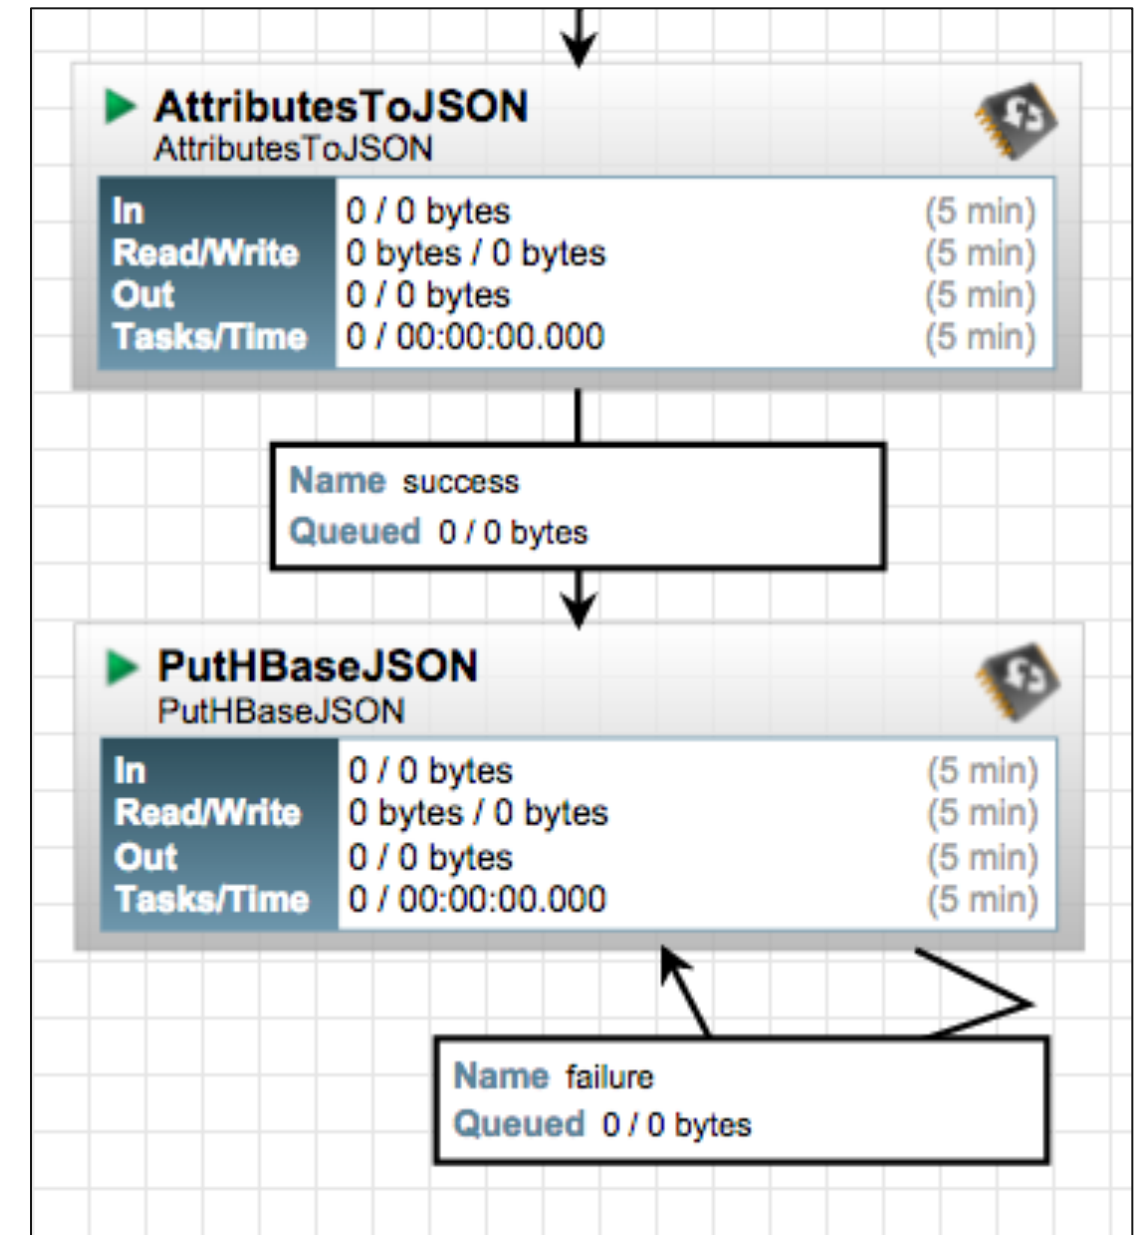 AttributesToJSON
AttributesToJSON
In 0 / 0 bytes (5 min)
Read/Write 0 bytes / 0 bytes (5 min)
Out 0 / 0 bytes (5 min)
Tasks/Time 0 / 00:00:00.000 (5 min)
Name success
Queued 0 / 0 bytes
PutHBaseJSON
PutHBaseJSON
In 0 / 0 bytes (5 min)
Read/Write 0 bytes / 0 bytes (5 min)
Out 0 / 0 bytes (5 min)
Tasks/Time 0 / 00:00:00.000 (5 min)
Name failure
Queued 0 / 0 bytes